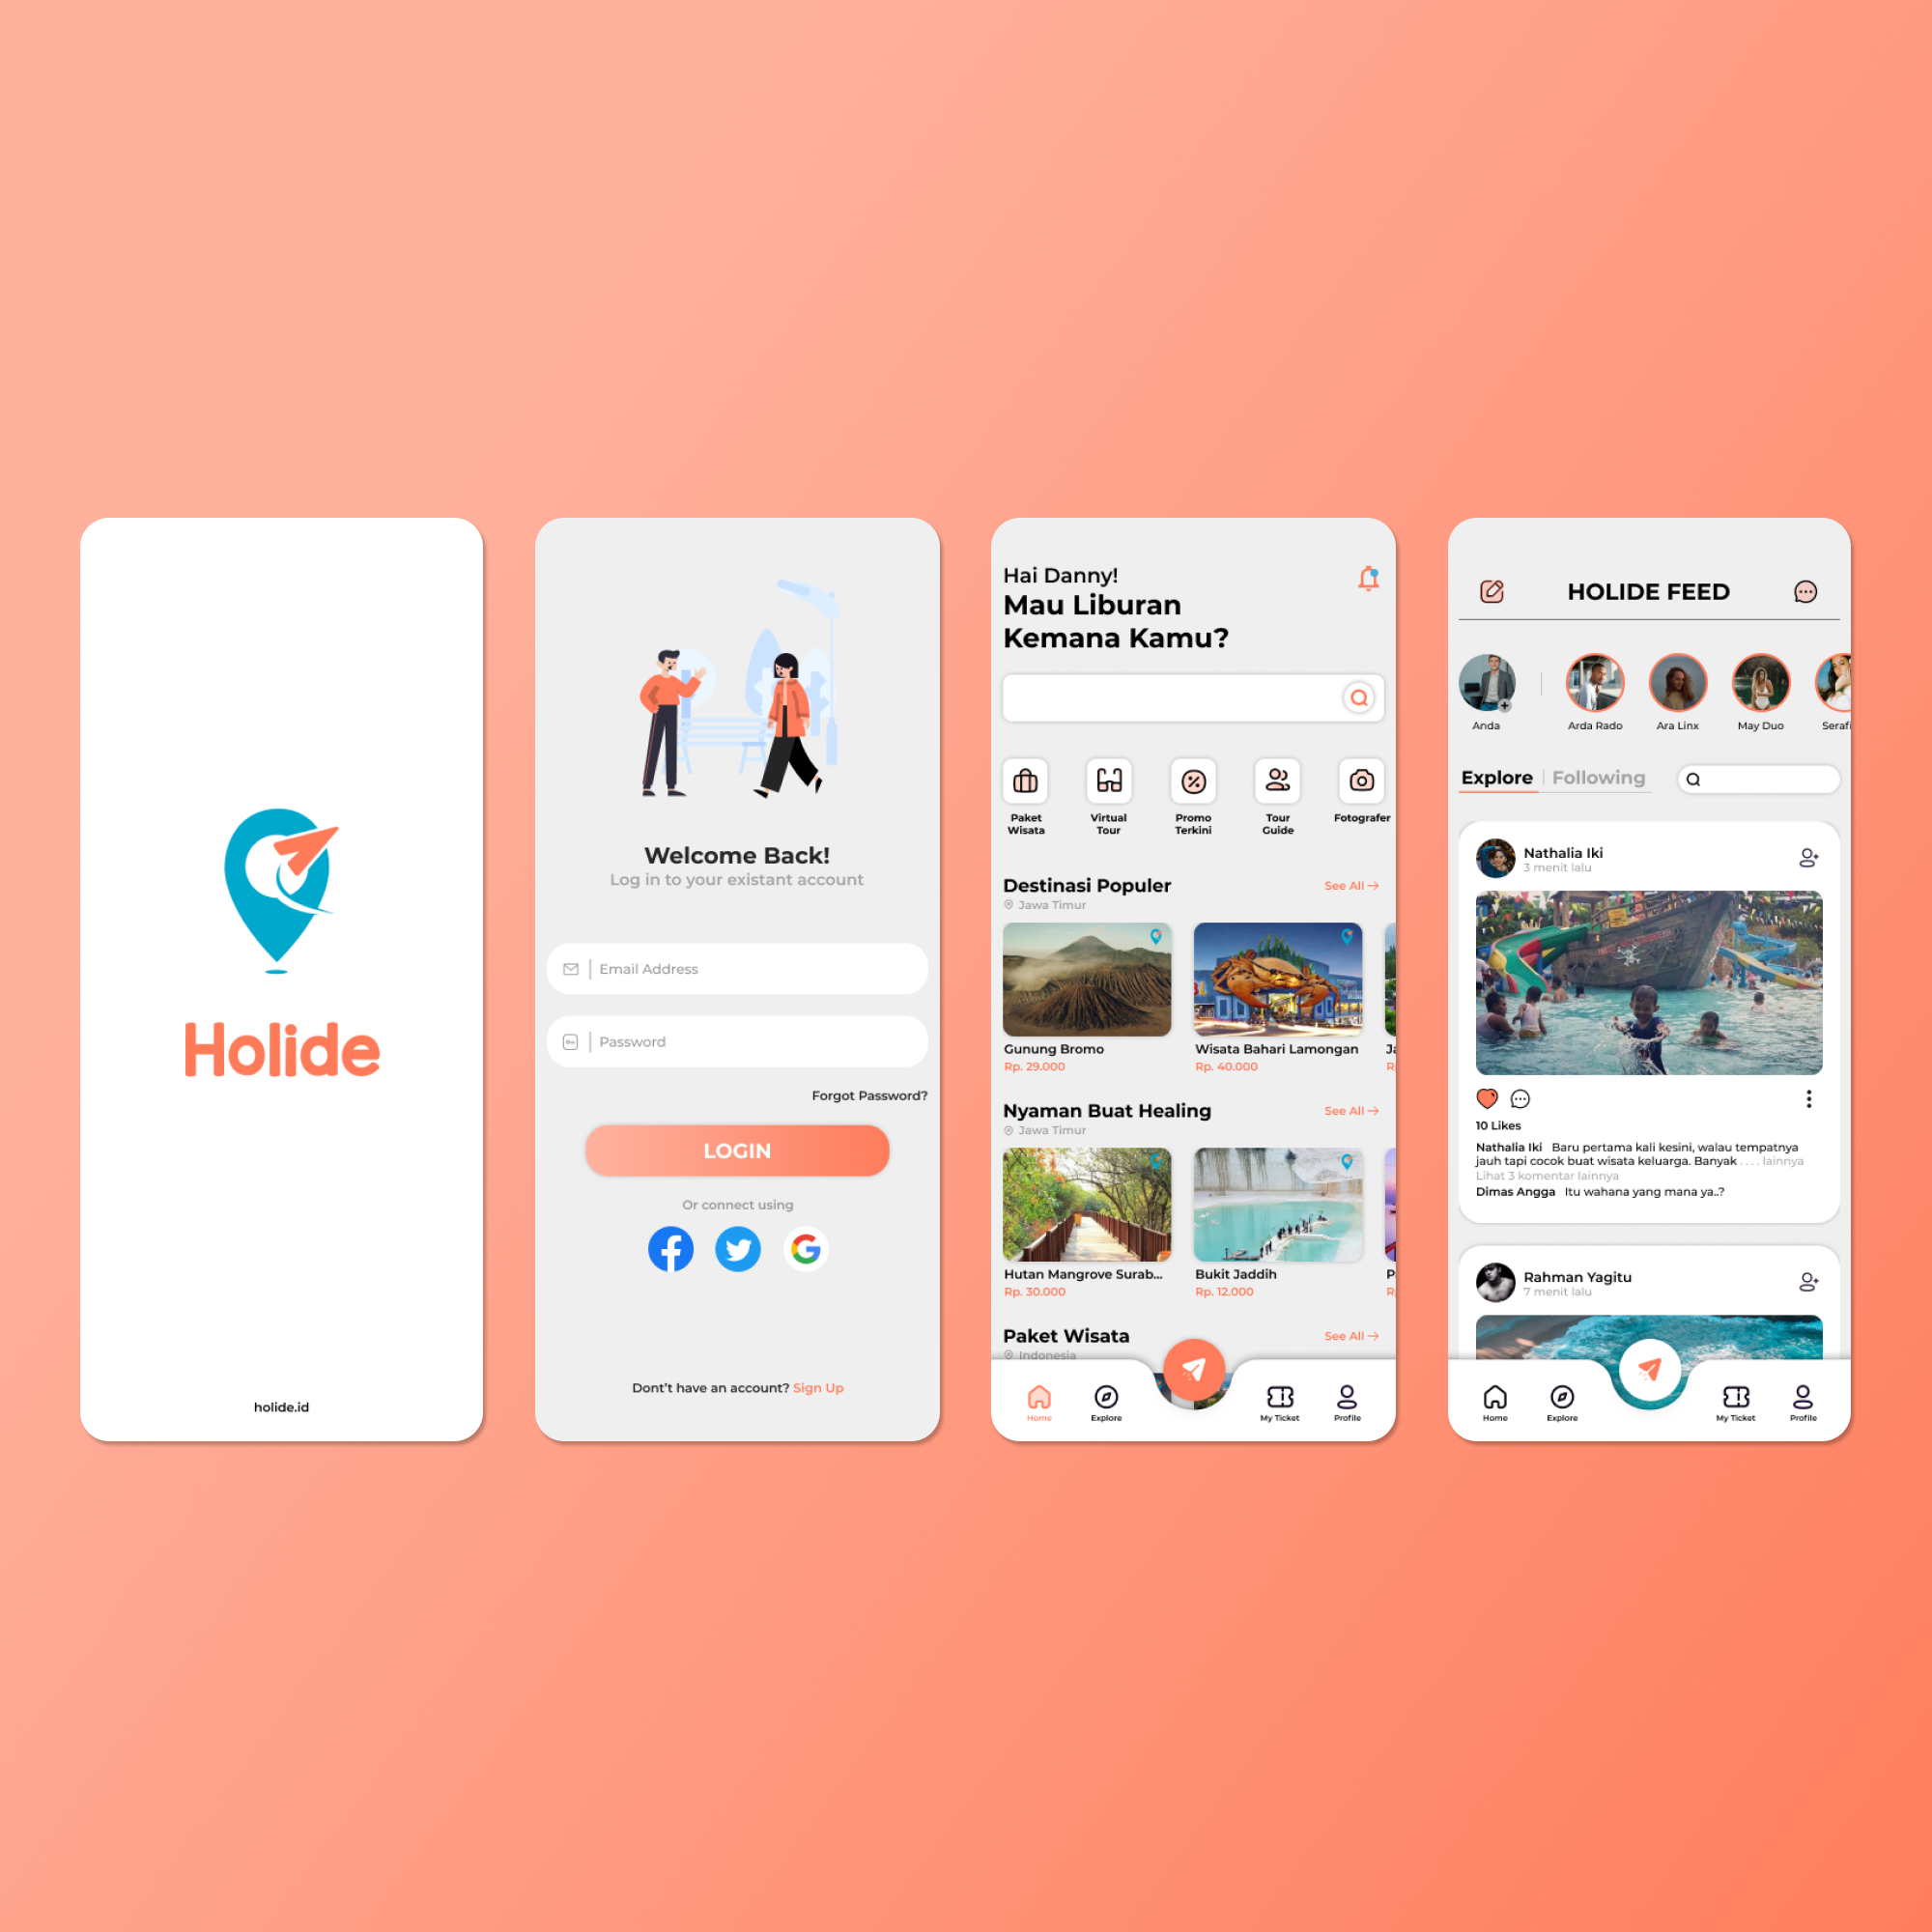 Holide
holide.id
Welcome Back!
Log in to your existant account
Email Address
Password
Forgot Password?
LOGIN
Or connect using
Dont't have an account? Sign Up
Hai Danny!
Mau Liburan
Kemana Kamu?
Paket
Wisata
Virtual
Tour
Promo
Terkini
Tour
Guide
Fotografer
Destinasi Populer
See All
Jawa Timur
Gunung Bromo
Rp. 29.000
Wisata Bahari Lamongan
Rp. 40.000
Nyaman Buat Healing
See All
Jawa Timur
Hutan Mangrove Surab...
Rp. 30.000
Bukit Jaddih
Rp. 12.000
Paket Wisata
See All
Indonesia
Home
Explore
My Ticket
Profile
HOLIDE FEED
Anda
Arda Rado
Ara Linx
May Duo
Serafi
Explore
Following
Nathalia Iki
3 menit lalu
10 Likes
Nathalia Iki Baru pertama kali kesini, walau tempatnya
jauh tapi cocok buat wisata keluarga. Banyak . . . . lainnya
Lihat 3 komentar lainnya
Dimas Angga Itu wahana yang mana ya..?
Rahman Yagitu
7 menit lalu
Home
Explore
My Ticket
Profile